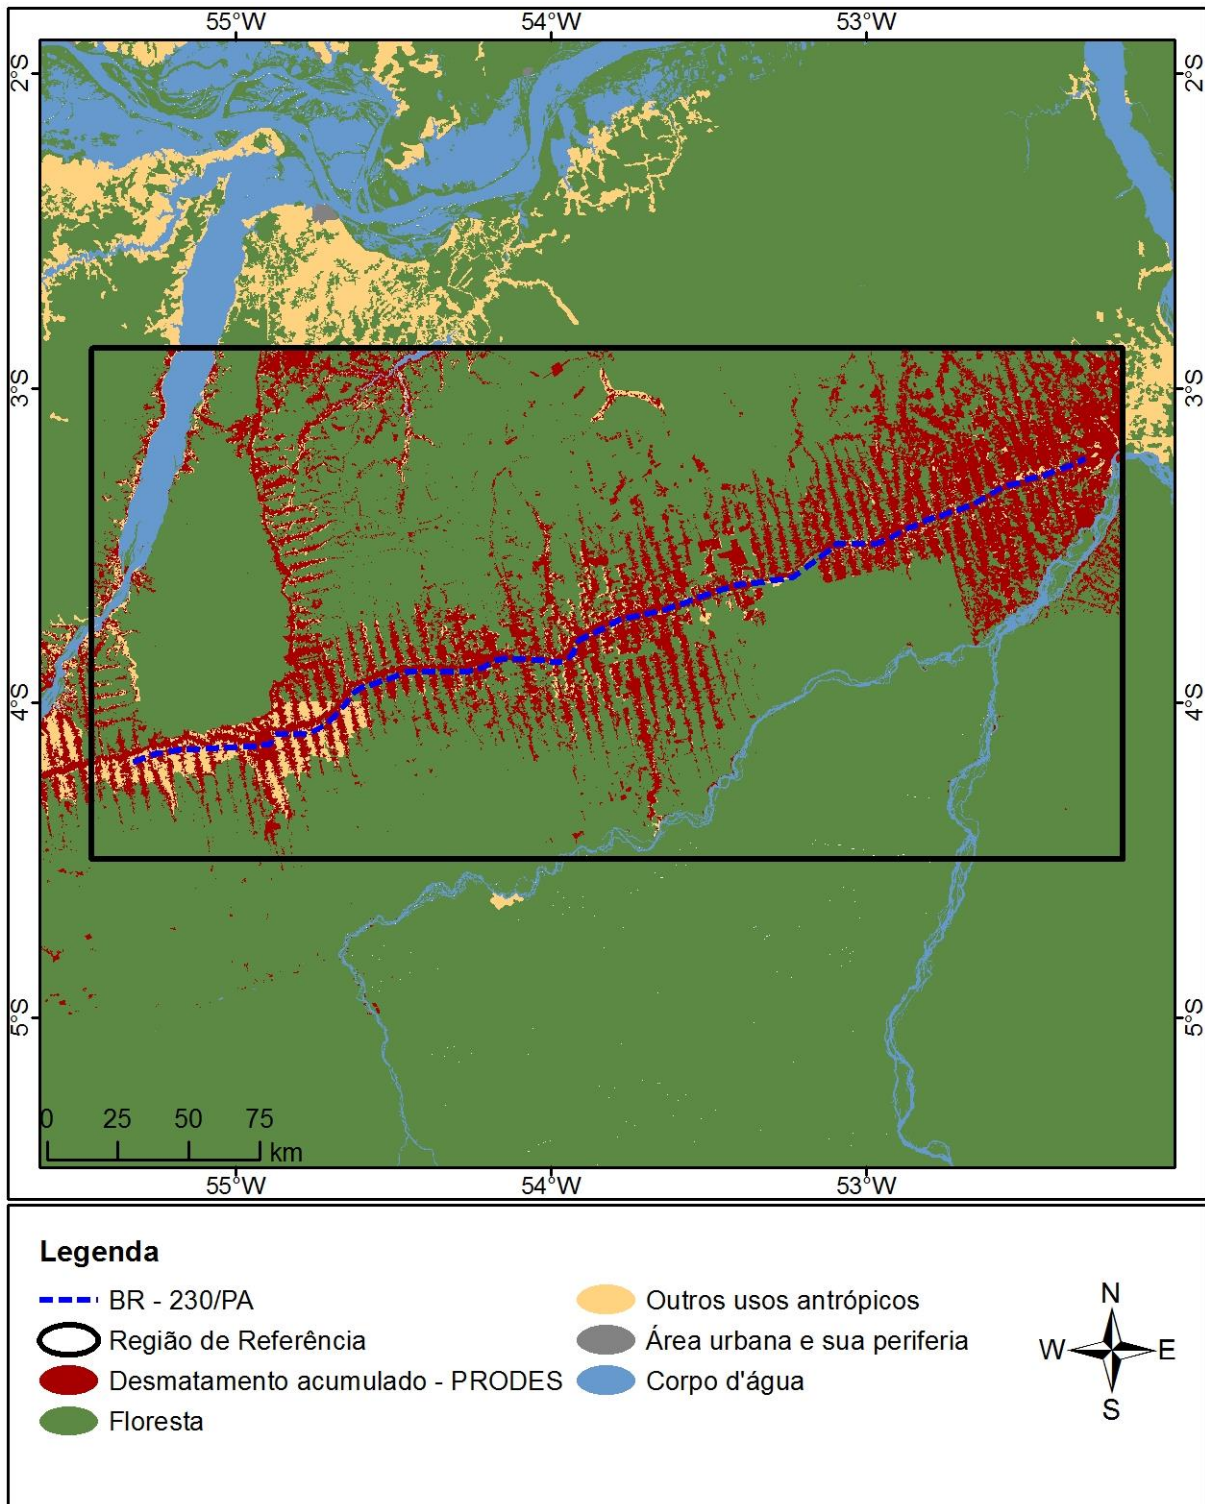 55°W 54°W 53°W
2°S 2°S
3°S 3°S
4°S 4°S
5°S 5°S
0 25 50 75
km
55°W 54°W 53°W
Legenda
BR - 230/PA
Região de Referência
Desmatamento acumulado - PRODES
Floresta
Outros usos antrópicos
Área urbana e sua periferia
Corpo d'água
N
W E
S